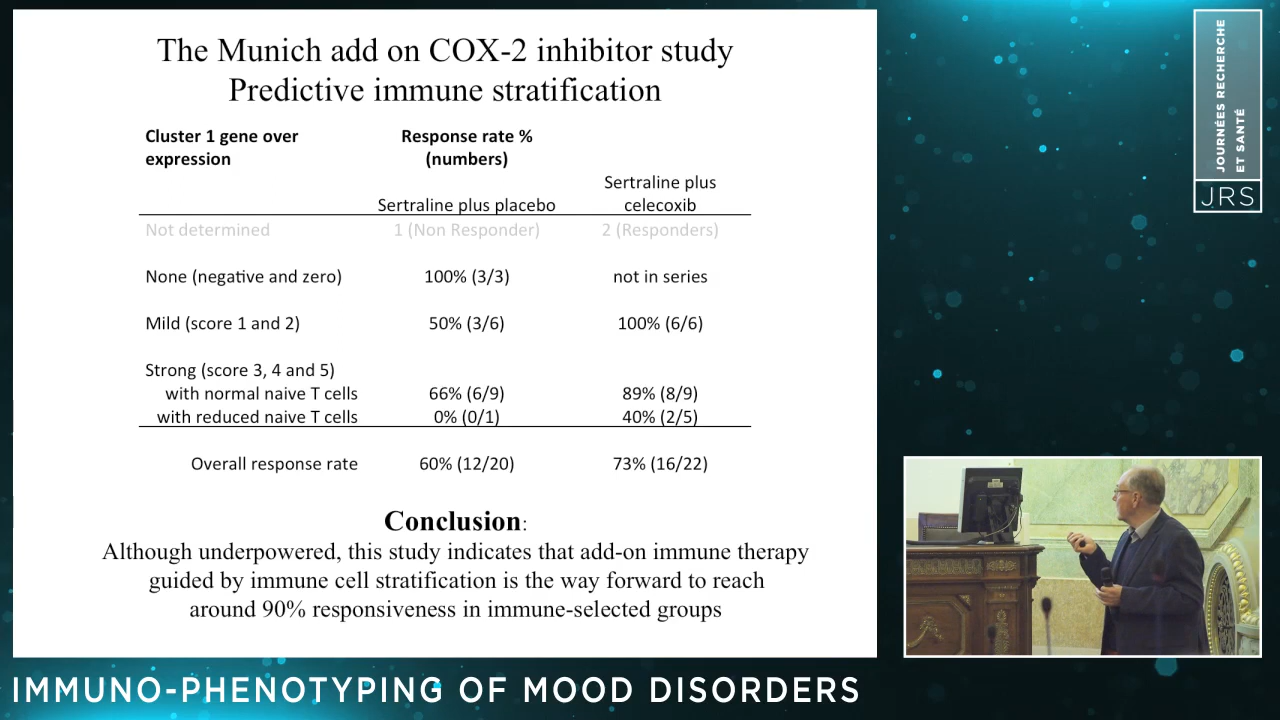 The Munich add on COX-2 inhibitor study
Predictive immune stratification
Cluster 1 gene over expression
Response rate % (numbers)
Sertraline plus placebo
Sertraline plus celecoxib
Not determined 1 (Non Responder) 2 (Responders)
None (negative and zero) 100% (3/3) not in series
Mild (score 1 and 2) 50% (3/6) 100% (6/6)
Strong (score 3, 4 and 5)
with normal naive T cells 66% (6/9) 89% (8/9)
with reduced naive T cells 0% (0/1) 40% (2/5)
Overall response rate 60% (12/20) 73% (16/22)
Conclusion:
Although underpowered, this study indicates that add-on immune therapy
guided by immune cell stratification is the way forward to reach
around 90% responsiveness in immune-selected groups
JOURNÉES RECHERCHE
ET SANTÉ
JRS
IMMUNO-PHENOTYPING OF MOOD DISORDERS